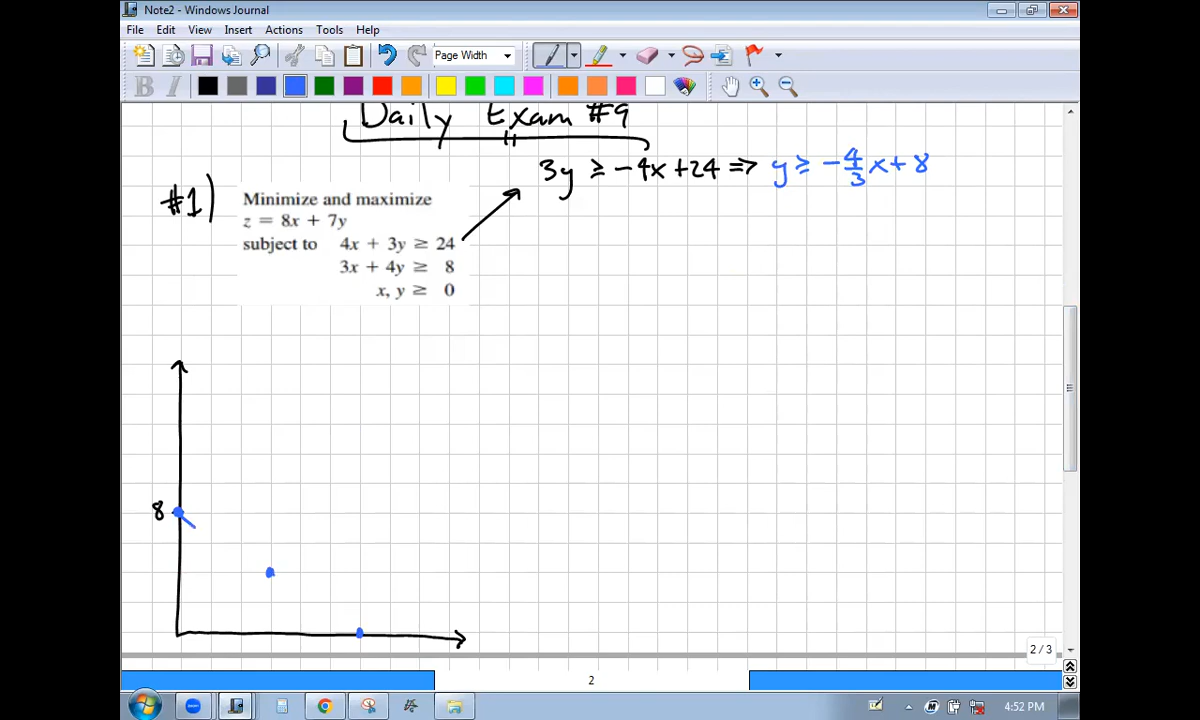 Note2 - Windows Journal
File Edit View Insert Actions Tools Help
Page Width
B I
Daily Exam #9
3y ≥ -4x +24 ⇒ y ≥ -4/3 x + 8
#1)
Minimize and maximize
z = 8x + 7y
subject to 4x + 3y ≥ 24
3x + 4y ≥ 8
x, y ≥ 0
8
2 / 3
2
4:52 PM